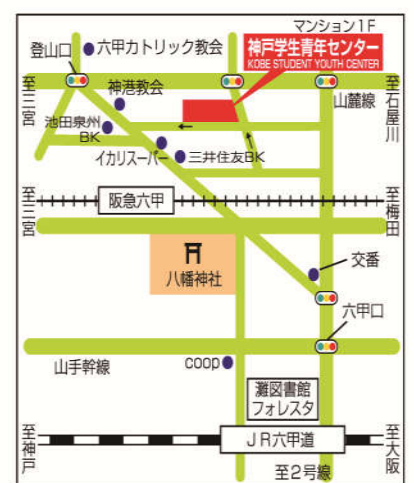 マンション1F
登山口
六甲カトリック教会
神戸学生青年センター
KOBE STUDENT YOUTH CENTER
至三宮
神港教会
山麓線
至石屋川
池田泉州
BK
イカリスーパー
三井住友BK
至三宮
阪急六甲
至梅田
八幡神社
交番
六甲口
山手幹線
coop
灘図書館
フォレスタ
至神戸
JR六甲道
至大阪
至2号線